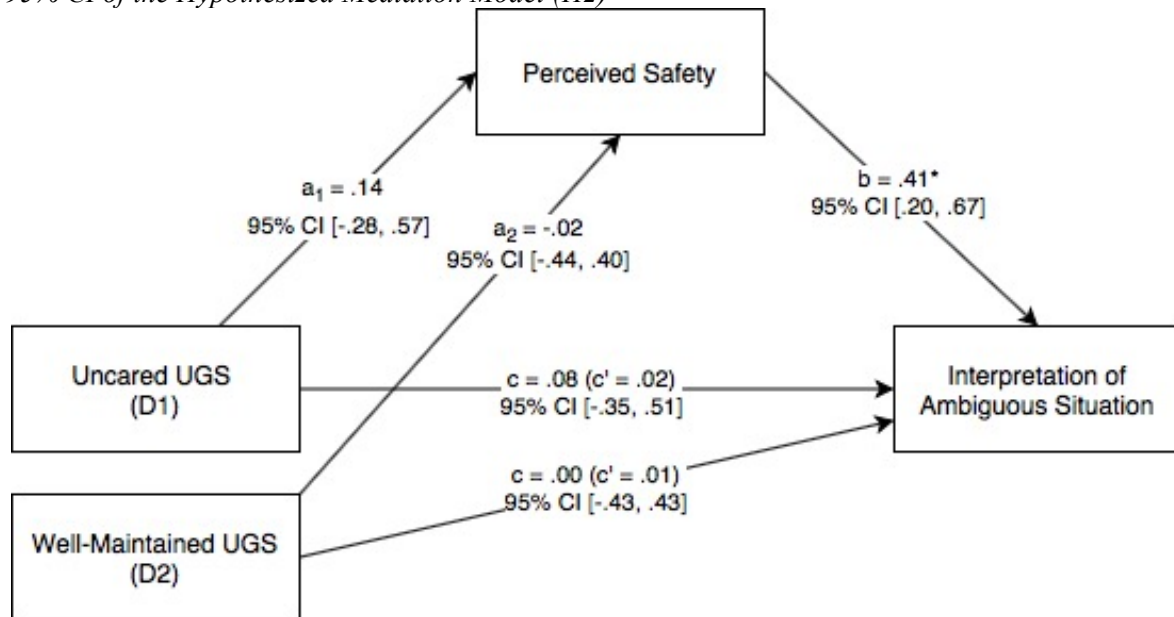 95% CI of the Hypothesized Mediation Model (H2)
Perceived Safety
a1 = .14
95% CI [-.28, .57]
a2 = -.02
95% CI [-.44, .40]
b = .41*
95% CI [.20, .67]
Uncared UGS
(D1)
c = .08 (c' = .02)
95% CI [-.35, .51]
Interpretation of
Ambiguous Situation
c = .00 (c' = .01)
95% CI [-.43, .43]
Well-Maintained UGS
(D2)